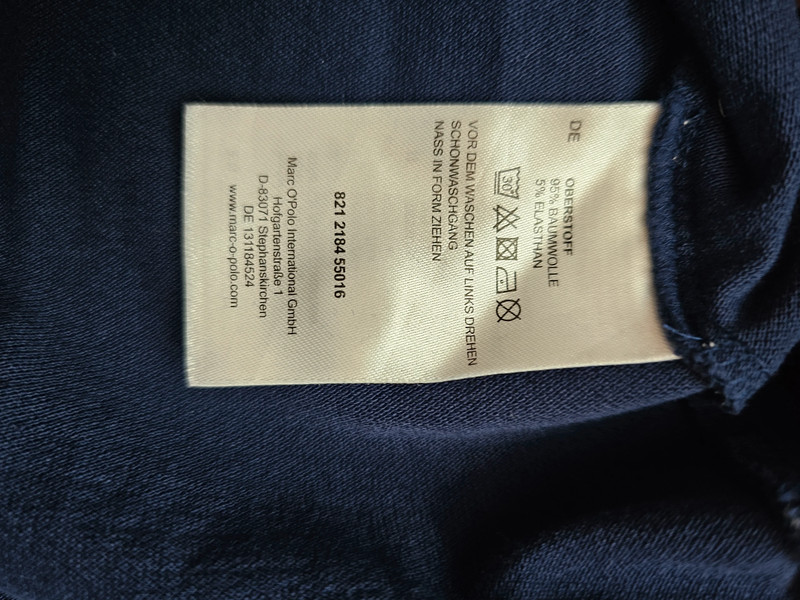 DE
OBERSTOFF
95% BAUMWOLLE
5% ELASTHAN
30°
VOR DEM WASCHEN AUF LINKS DREHEN
SCHONWASCHGANG
NASS IN FORM ZIEHEN
821 2184 55016
Marc O'Polo International GmbH
Hofgartenstraße 1
D-83071 Stephanskirchen
DE 131184524
www.marc-o-polo.com